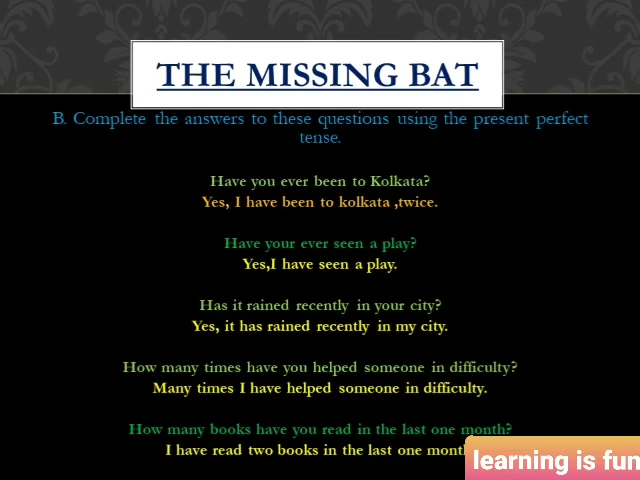 THE MISSING BAT
B. Complete the answers to these questions using the present perfect
tense.
Have you ever been to Kolkata?
Yes, I have been to kolkata ,twice.
Have your ever seen a play?
Yes,I have seen a play.
Has it rained recently in your city?
Yes, it has rained recently in my city.
How many times have you helped someone in difficulty?
Many times I have helped someone in difficulty.
How many books have you read in the last one month?
I have read two books in the last one
learning is fun